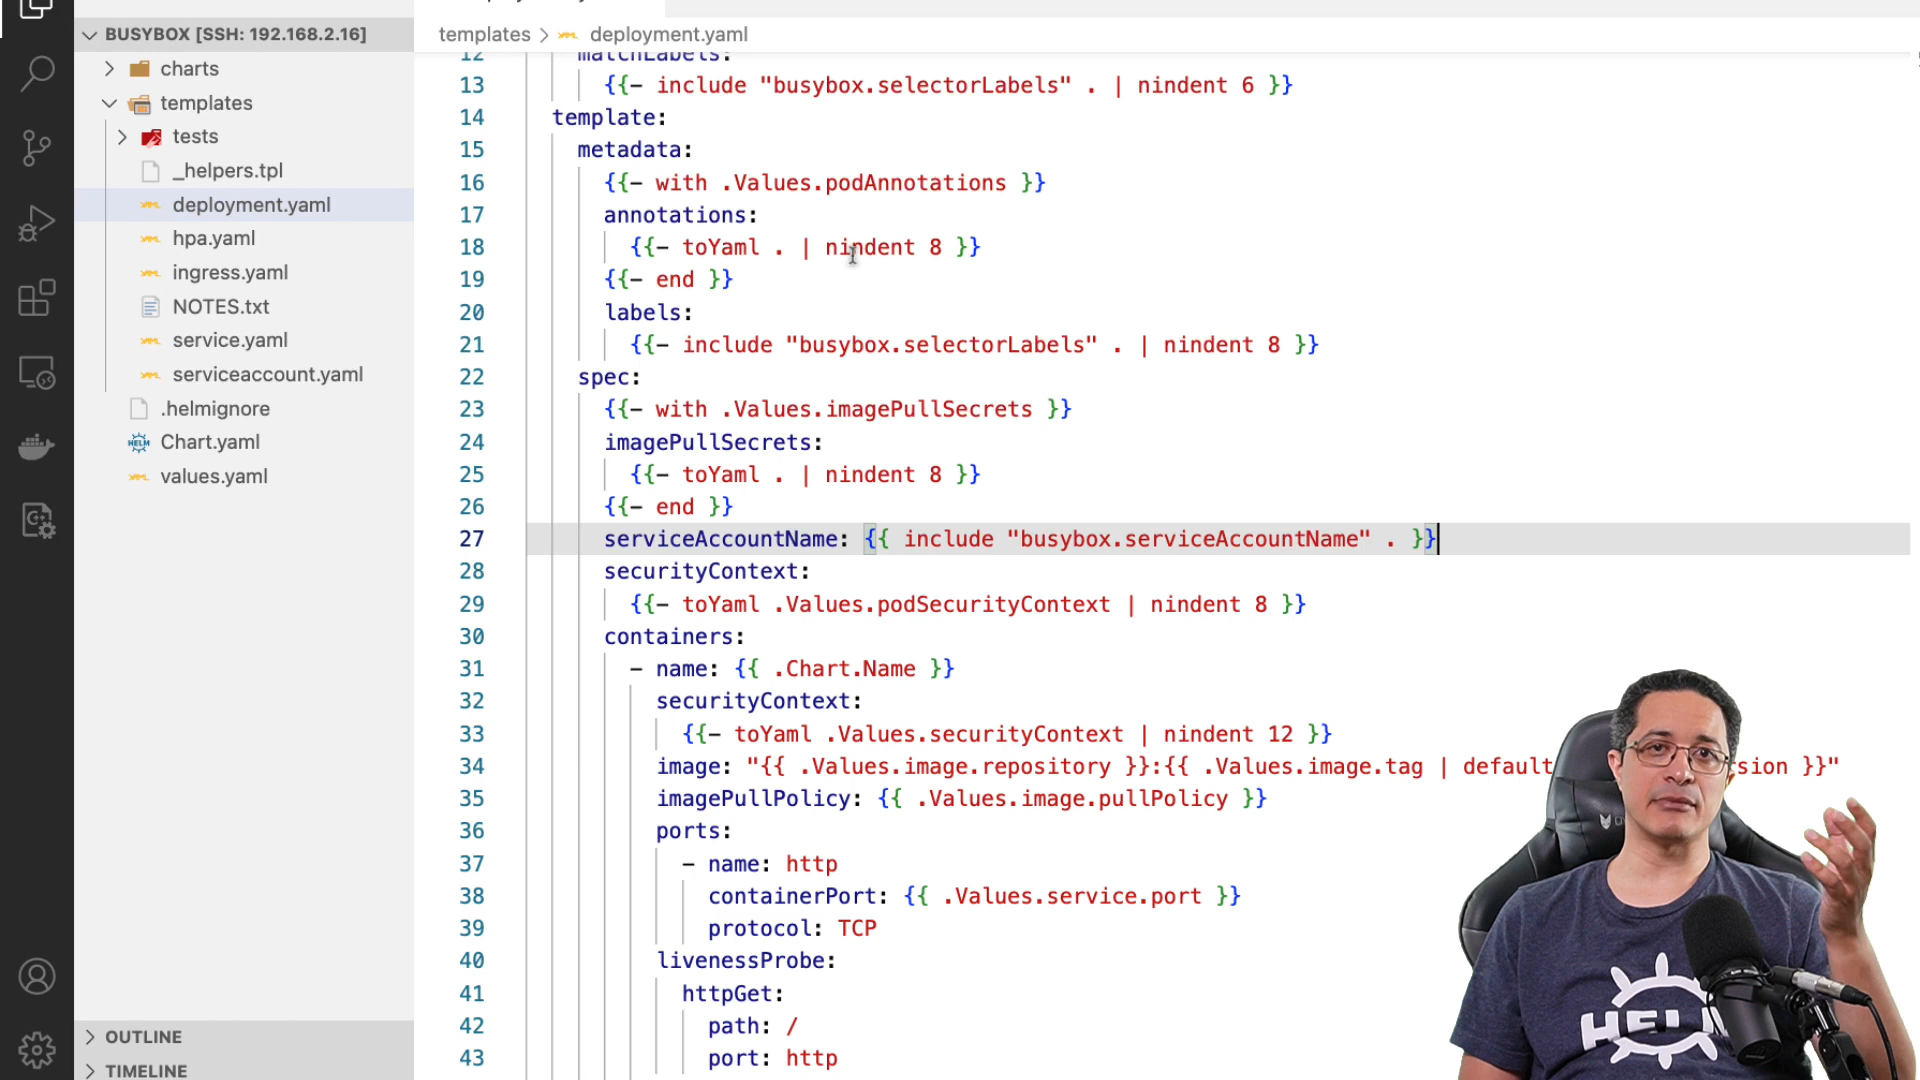 BUSYBOX [SSH: 192.168.2.16]
charts
templates
tests
_helpers.tpl
deployment.yaml
hpa.yaml
ingress.yaml
NOTES.txt
service.yaml
serviceaccount.yaml
.helmignore
HELM Chart.yaml
values.yaml
OUTLINE
TIMELINE
templates > deployment.yaml
12 matchLabels:
13 {{- include "busybox.selectorLabels" . | nindent 6 }}
14 template:
15 metadata:
16 {{- with .Values.podAnnotations }}
17 annotations:
18 {{- toYaml . | nindent 8 }}
19 {{- end }}
20 labels:
21 {{- include "busybox.selectorLabels" . | nindent 8 }}
22 spec:
23 {{- with .Values.imagePullSecrets }}
24 imagePullSecrets:
25 {{- toYaml . | nindent 8 }}
26 {{- end }}
27 serviceAccountName: {{ include "busybox.serviceAccountName" . }}
28 securityContext:
29 {{- toYaml .Values.podSecurityContext | nindent 8 }}
30 containers:
31 - name: {{ .Chart.Name }}
32 securityContext:
33 {{- toYaml .Values.securityContext | nindent 12 }}
34 image: "{{ .Values.image.repository }}:{{ .Values.image.tag | default sion }}"
35 imagePullPolicy: {{ .Values.image.pullPolicy }}
36 ports:
37 - name: http
38 containerPort: {{ .Values.service.port }}
39 protocol: TCP
40 livenessProbe:
41 httpGet:
42 path: /
43 port: http
HELM